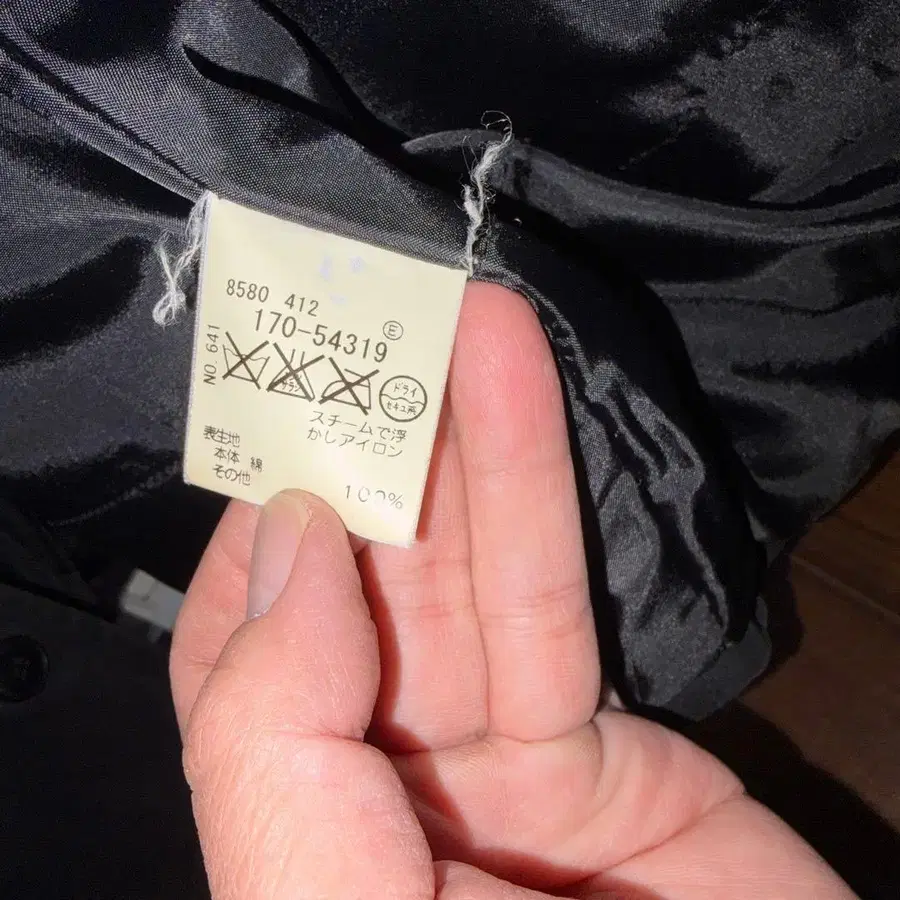 8580 412
170-54319 E
NO. 641
ドライ
セキユ系
スチームで浮
かしアイロン
表生地
本体 綿
その他
100%